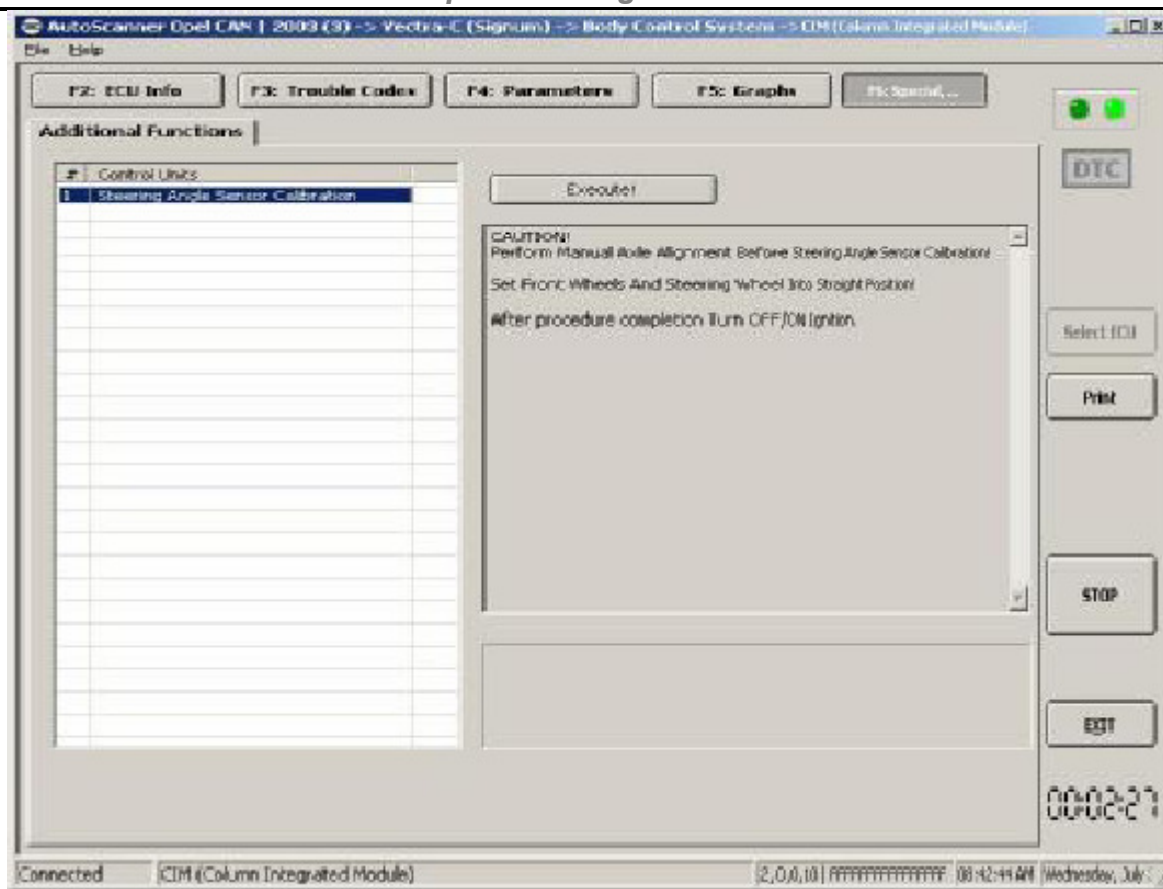 AutoScanner Opel CAN | 2003 (3) -> Vectra-C (Signum) -> Body Control System -> CIM (Column Integrated Module)
File Help
F2: ECU Info F3: Trouble Codes F4: Parameters F5: Graphs
Additional Functions
DTC
# Control Units
1 Steering Angle Sensor Calibration
Execute!
CAUTION!
Perform Manual Axle Alignment Before Steering Angle Sensor Calibration!
Set Front Wheels And Steering Wheel Into Straight Position!
After procedure completion Turn OFF/ON Ignition.
Select ECU
Print
STOP
EXIT
00:02:27
Connected CIM (Column Integrated Module) 08:42:44 AM Wednesday, July